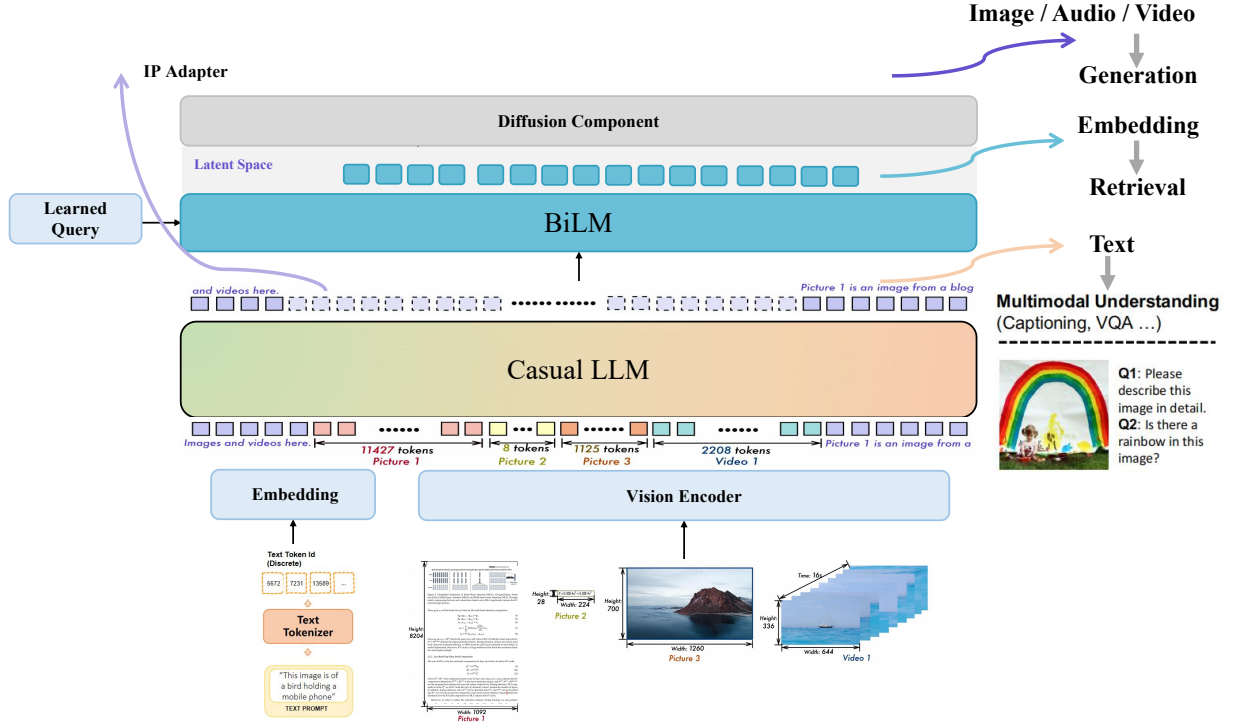 Image / Audio / Video
Generation
IP Adapter
Diffusion Component
Embedding
Latent Space
Retrieval
Learned
Query
BiLM
Text
and videos here.
Picture 1 is an image from a blog
Multimodal Understanding
(Captioning, VQA ...)
Casual LLM
Q1: Please
describe this
image in detail.
Q2: Is there a
rainbow in this
image?
Images and videos here.
11427 tokens
Picture 1
8 tokens
Picture 2
1125 tokens
Picture 3
2208 tokens
Video 1
Picture 1 is an image from a
Embedding
Vision Encoder
Text Token Id
(Discrete)
5672
7231
13589
...
Text
Tokenizer
"This image is of
a bird holding a
mobile phone"
TEXT PROMPT
Height:
8204
Width: 1092
Picture 1
Height:
28
Width: 224
Picture 2
Height:
700
Width: 1260
Picture 3
Time: 16s
Height:
336
Width: 644
Video 1